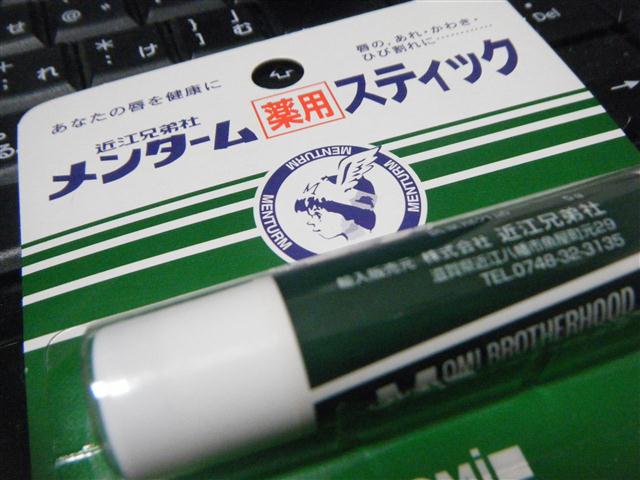 あなたの唇を健康に
唇の、あれ・かわき・
ひび割れに…………
近江兄弟社
メンターム 薬用 スティック
MENTURM MENTURM MENTURM
輸入販売元 株式会社 近江兄弟社
滋賀県近江八幡市魚屋町元29
TEL.0748-32-3135
OMI BROTHERHOOD
Del